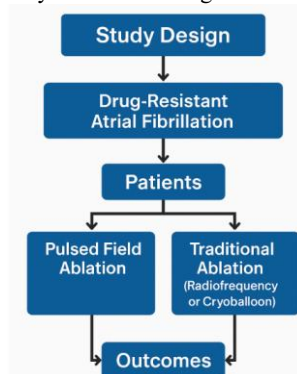 Study Design
Drug-Resistant
Atrial Fibrillation
Patients
Pulsed Field
Ablation
Traditional
Ablation
(Radiofrequency
or Cryoballoon)
Outcomes